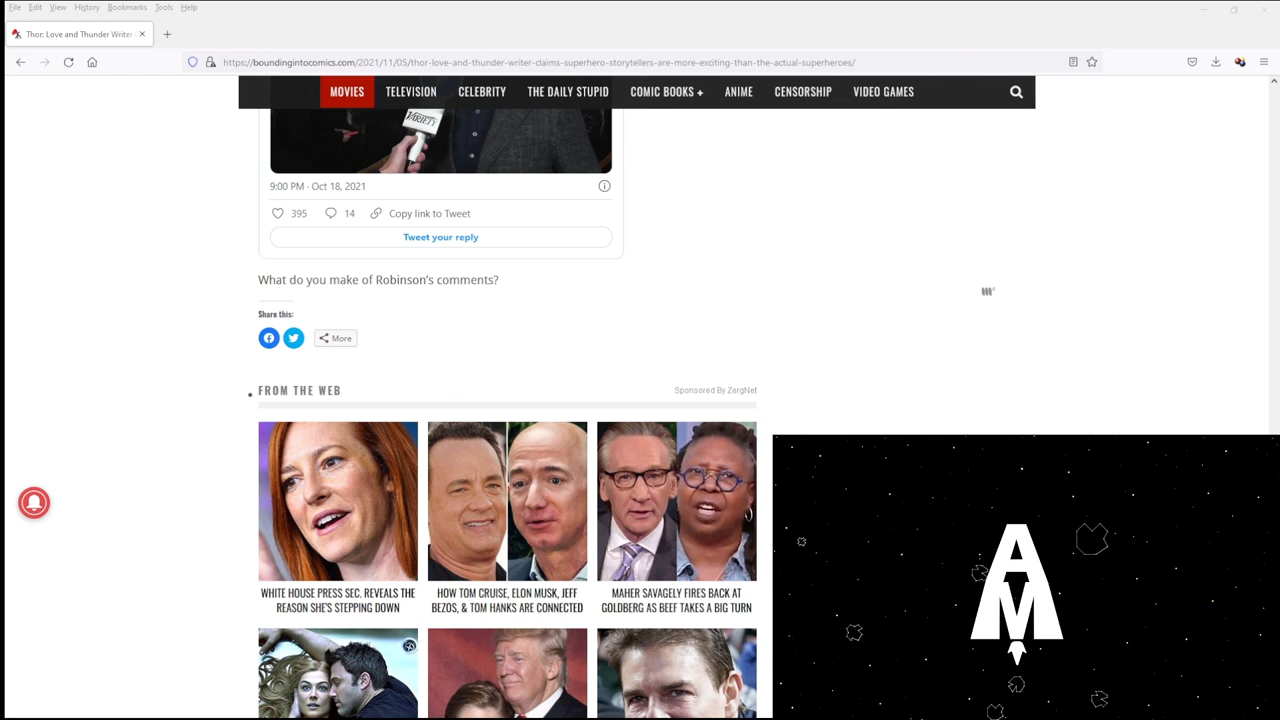 File Edit View History Bookmarks Tools Help
Thor: Love and Thunder Writer
https://boundingintocomics.com/2021/11/05/thor-love-and-thunder-writer-claims-superhero-storytellers-are-more-exciting-than-the-actual-superheroes/
MOVIES TELEVISION CELEBRITY THE DAILY STUPID COMIC BOOKS + ANIME CENSORSHIP VIDEO GAMES
VARIETY
9:00 PM · Oct 18, 2021
395 14 Copy link to Tweet
Tweet your reply
What do you make of Robinson's comments?
Share this:
More
FROM THE WEB
Sponsored By ZergNet
WHITE HOUSE PRESS SEC. REVEALS THE
REASON SHE'S STEPPING DOWN
HOW TOM CRUISE, ELON MUSK, JEFF
BEZOS, & TOM HANKS ARE CONNECTED
MAHER SAVAGELY FIRES BACK AT
GOLDBERG AS BEEF TAKES A BIG TURN
AM